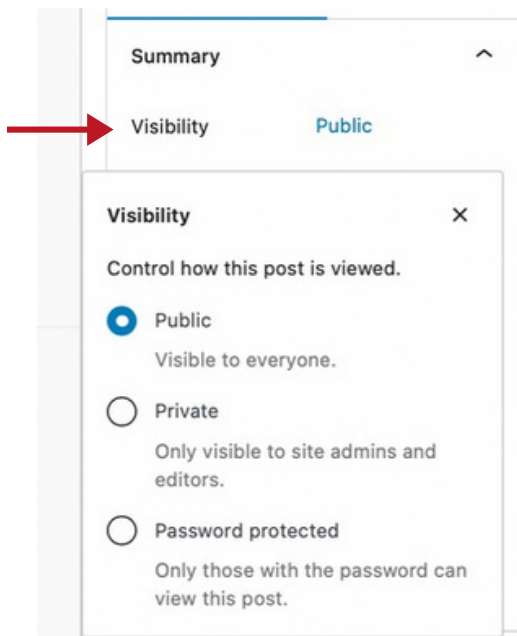 Summary
Visibility Public
Visibility
Control how this post is viewed.
Public
Visible to everyone.
Private
Only visible to site admins and
editors.
Password protected
Only those with the password can
view this post.